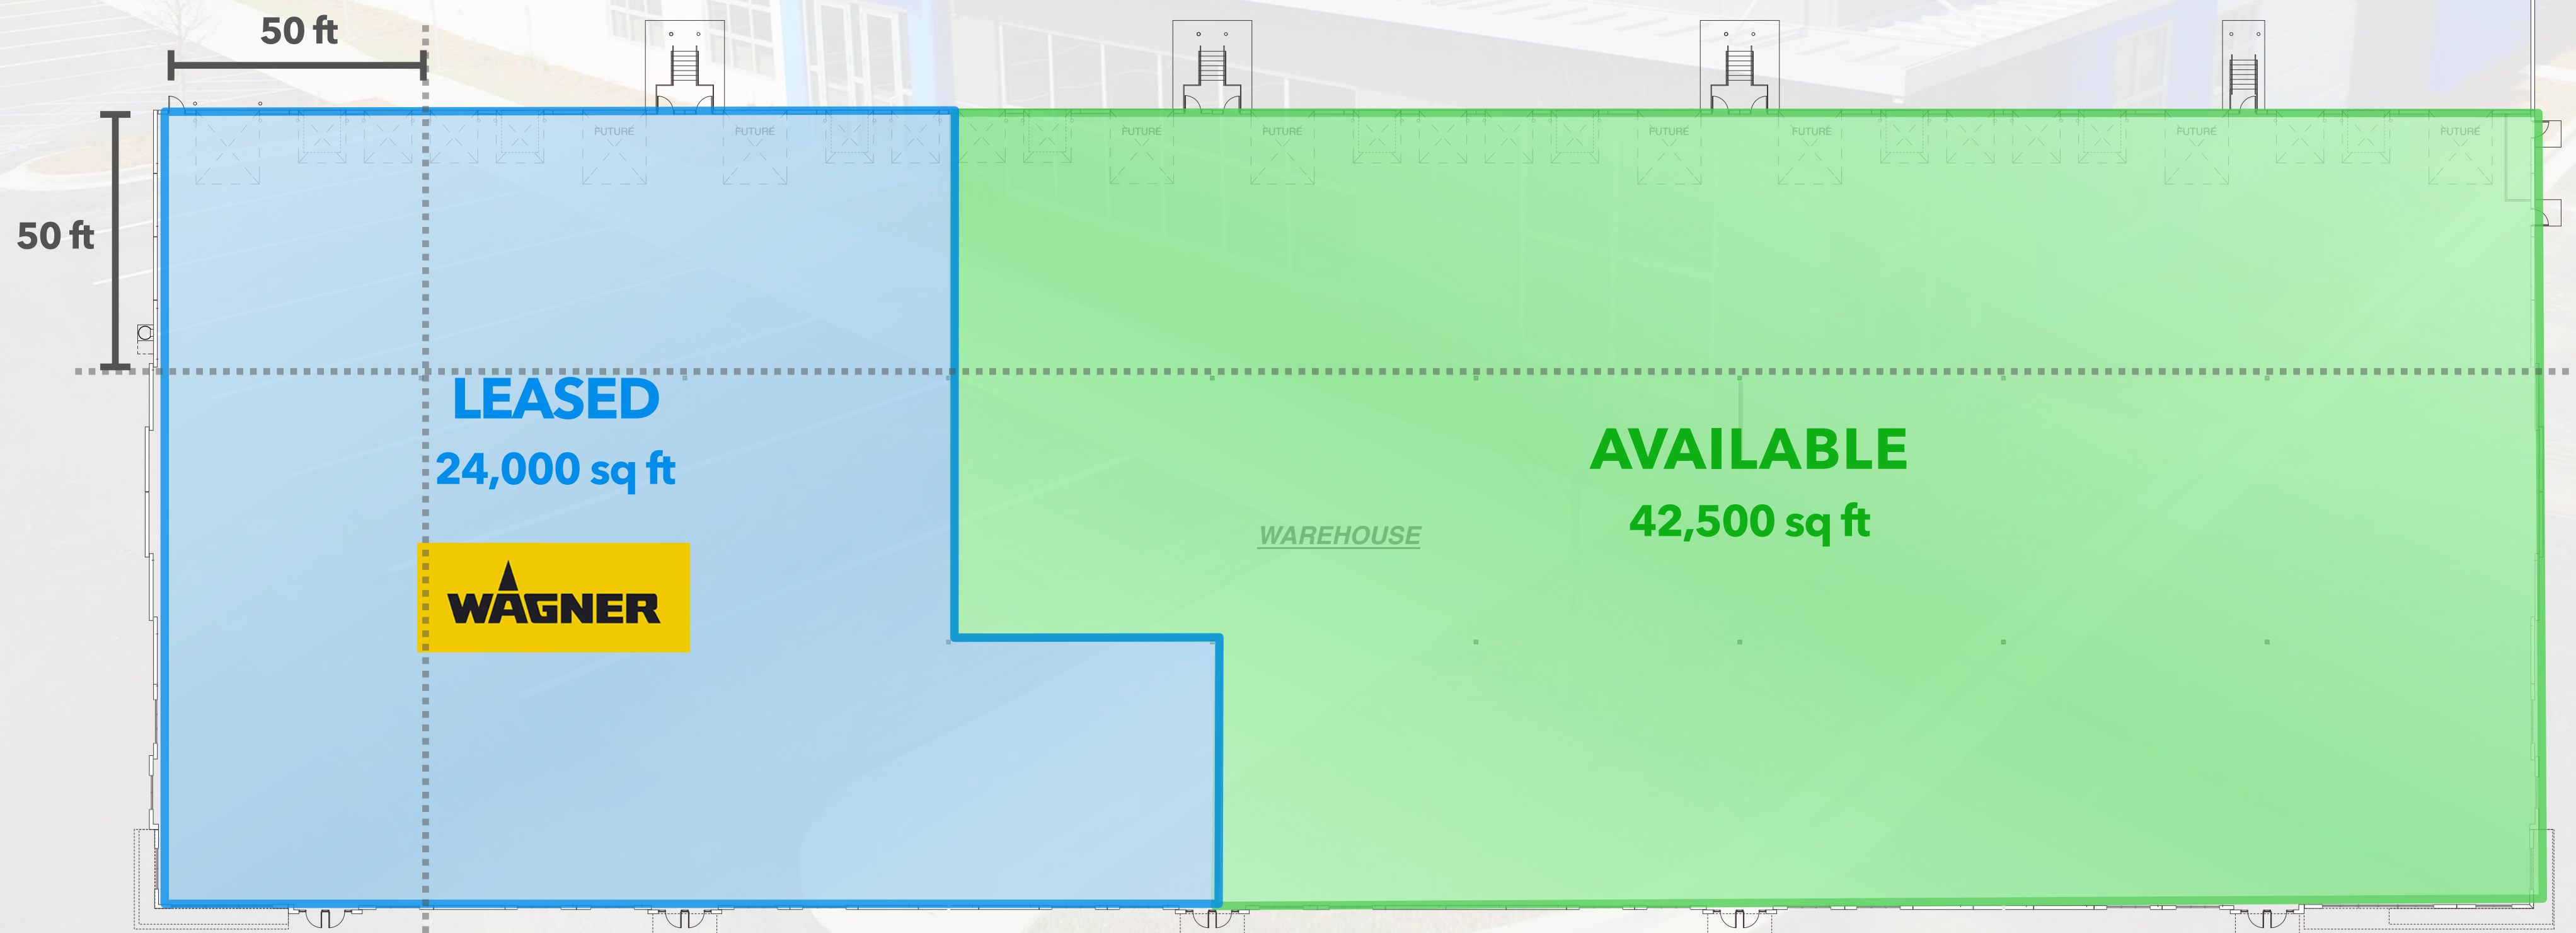 50 ft
50 ft
FUTURE
FUTURE
FUTURE
FUTURE
FUTURE
FUTURE
FUTURE
FUTURE
LEASED
24,000 sq ft
AVAILABLE
42,500 sq ft
WAREHOUSE
WAGNER